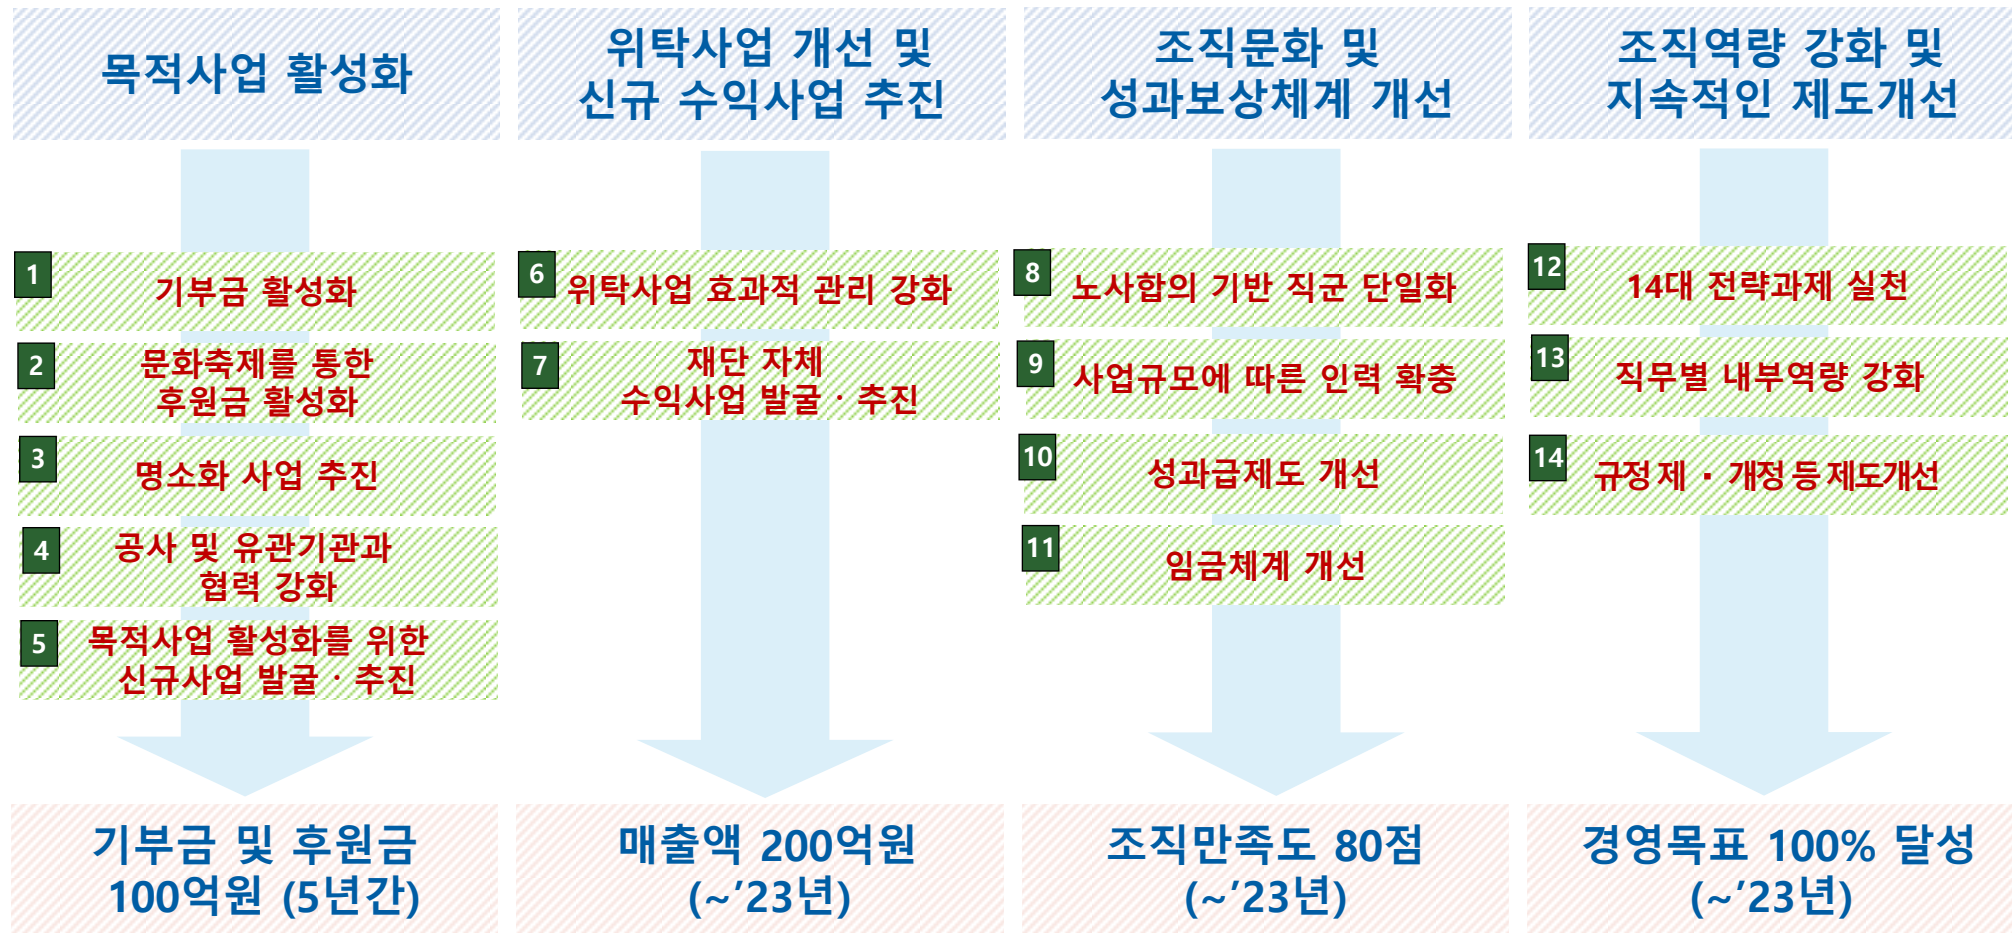 목적사업 활성화
위탁사업 개선 및
신규 수익사업 추진
조직문화 및
성과보상체계 개선
조직역량 강화 및
지속적인 제도개선
1
기부금 활성화
2
문화축제를 통한
후원금 활성화
3
명소화 사업 추진
4
공사 및 유관기관과
협력 강화
5
목적사업 활성화를 위한
신규사업 발굴 · 추진
6
위탁사업 효과적 관리 강화
7
재단 자체
수익사업 발굴 · 추진
8
노사합의 기반 직군 단일화
9
사업규모에 따른 인력 확충
10
성과급제도 개선
11
임금체계 개선
12
14대 전략과제 실천
13
직무별 내부역량 강화
14
규정 제 ▪ 개정 등 제도개선
기부금 및 후원금
100억원 (5년간)
매출액 200억원
(~’23년)
조직만족도 80점
(~’23년)
경영목표 100% 달성
(~’23년)